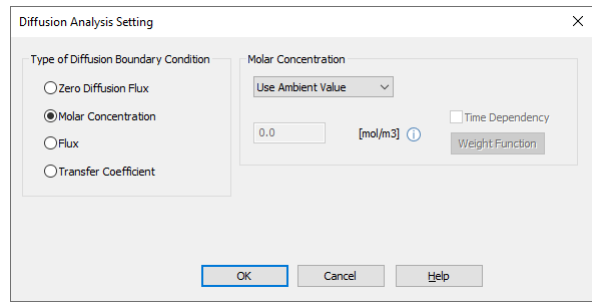 Diffusion Analysis Setting
Type of Diffusion Boundary Condition
Zero Diffusion Flux
Molar Concentration
Flux
Transfer Coefficient
Molar Concentration
Use Ambient Value
0.0 [mol/m3]
Time Dependency
Weight Function
OK Cancel Help